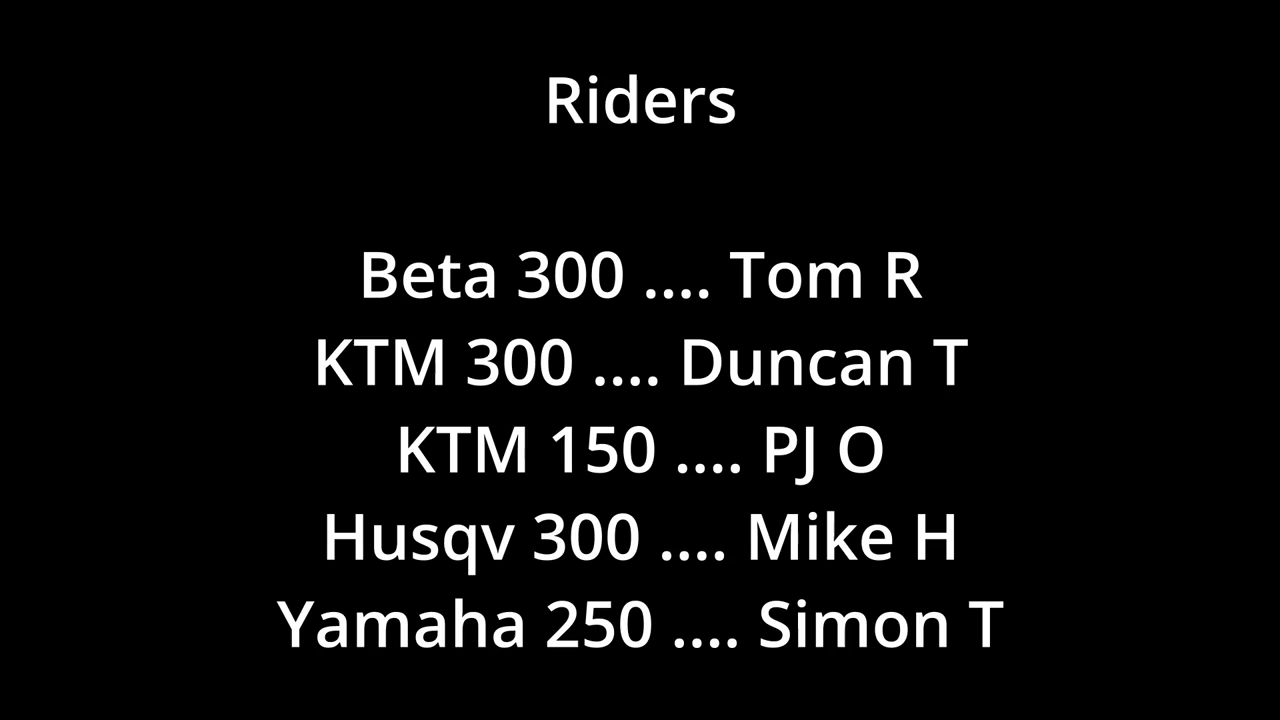 Riders
Beta 300 .... Tom R
KTM 300 .... Duncan T
KTM 150 .... PJ O
Husqv 300 .... Mike H
Yamaha 250 .... Simon T